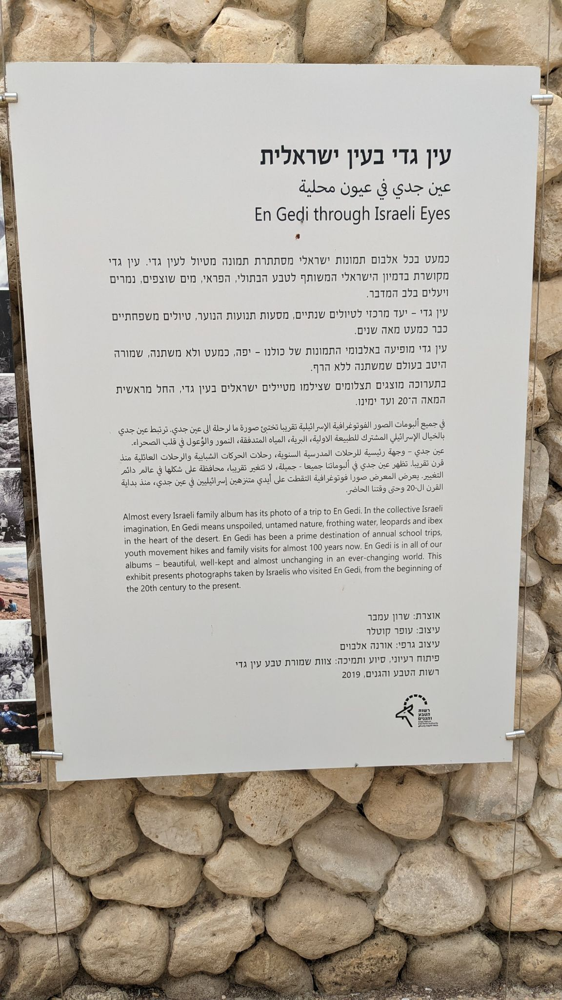 עין גדי בעין ישראלית
عين جدي في عيون محلية
En Gedi through Israeli Eyes
כמעט בכל אלבום תמונות ישראלי מסתתרת תמונה מטיול לעין גדי. עין גדי
מקושרת בדמיון הישראלי המשותף לטבע הבתולי, הפראי, מים שוצפים, נמרים
ויעלים בלב המדבר.
עין גדי – יעד מרכזי לטיולים שנתיים, מסעות תנועות הנוער, טיולים משפחתיים
כבר כמעט מאה שנים.
עין גדי מופיעה באלבומי התמונות של כולנו – יפה, כמעט ולא משתנה, שמורה
היטב בעולם שמשתנה ללא הרף.
בתערוכה מוצגים תצלומים שצילמו מטיילים ישראלים בעין גדי, החל מראשית
המאה ה־20 ועד ימינו.
في جميع ألبومات الصور الفوتوغرافية الإسرائيلية تقريبا تختبئ صورة ما لرحلة الى عين جدي. ترتبط عين جدي
بالخيال الإسرائيلي المشترك للطبيعة الاولية، البرية، المياه المتدفقة، النمور والوُعول في قلب الصحراء.
عين جدي – وجهة رئيسية للرحلات المدرسية السنوية، رحلات الحركات الشبابية والرحلات العائلية منذ
قرن تقريبا. تظهر عين جدي في ألبوماتنا جميعا - جميلة، لا تتغير تقريبا، محافظة على شكلها في عالم دائم
التغيير. يعرض المعرض صورا فوتوغرافية التقطت على أيدي متنزهين إسرائيليين في عين جدي، منذ بداية
القرن ال-20 وحتى وقتنا الحاضر.
Almost every Israeli family album has its photo of a trip to En Gedi. In the collective Israeli
imagination, En Gedi means unspoiled, untamed nature, frothing water, leopards and ibex
in the heart of the desert. En Gedi has been a prime destination of annual school trips,
youth movement hikes and family visits for almost 100 years now. En Gedi is in all of our
albums – beautiful, well-kept and almost unchanging in an ever-changing world. This
exhibit presents photographs taken by Israelis who visited En Gedi, from the beginning of
the 20th century to the present.
אוצרת: שרון עמבר
עיצוב: עופר קוטלר
עיצוב גרפי: אורנה אלבוים
פיתוח רעיוני, סיוע ותמיכה: צוות שמורת טבע עין גדי
רשות הטבע והגנים, 2019
רשות
הטבע
והגנים
Israel Nature
and Parks Authority